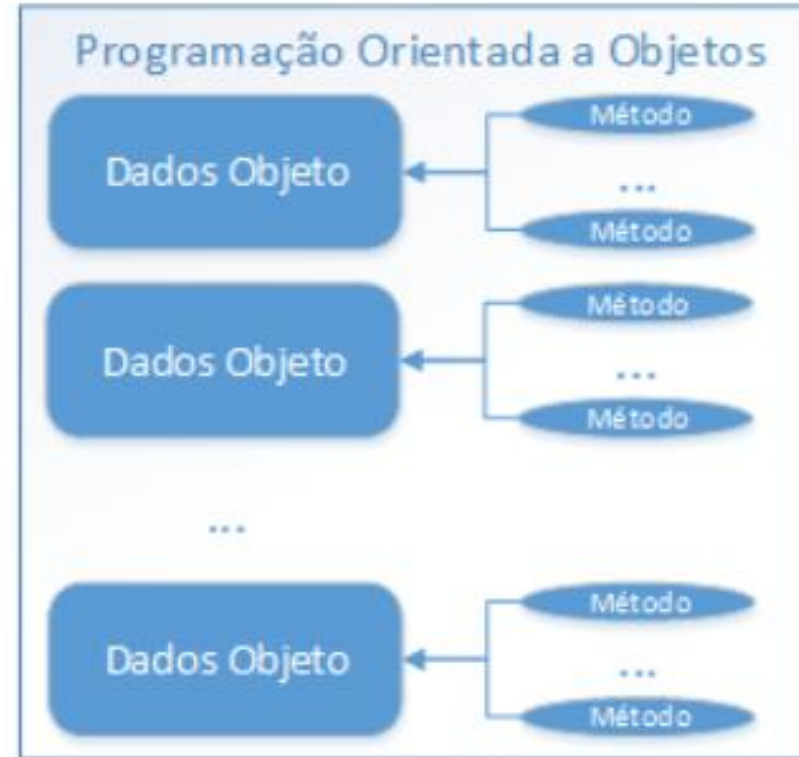 Programação Orientada a Objetos
Método
Dados Objeto
...
Método
Método
Dados Objeto
...
Método
...
Método
Dados Objeto
...
Método